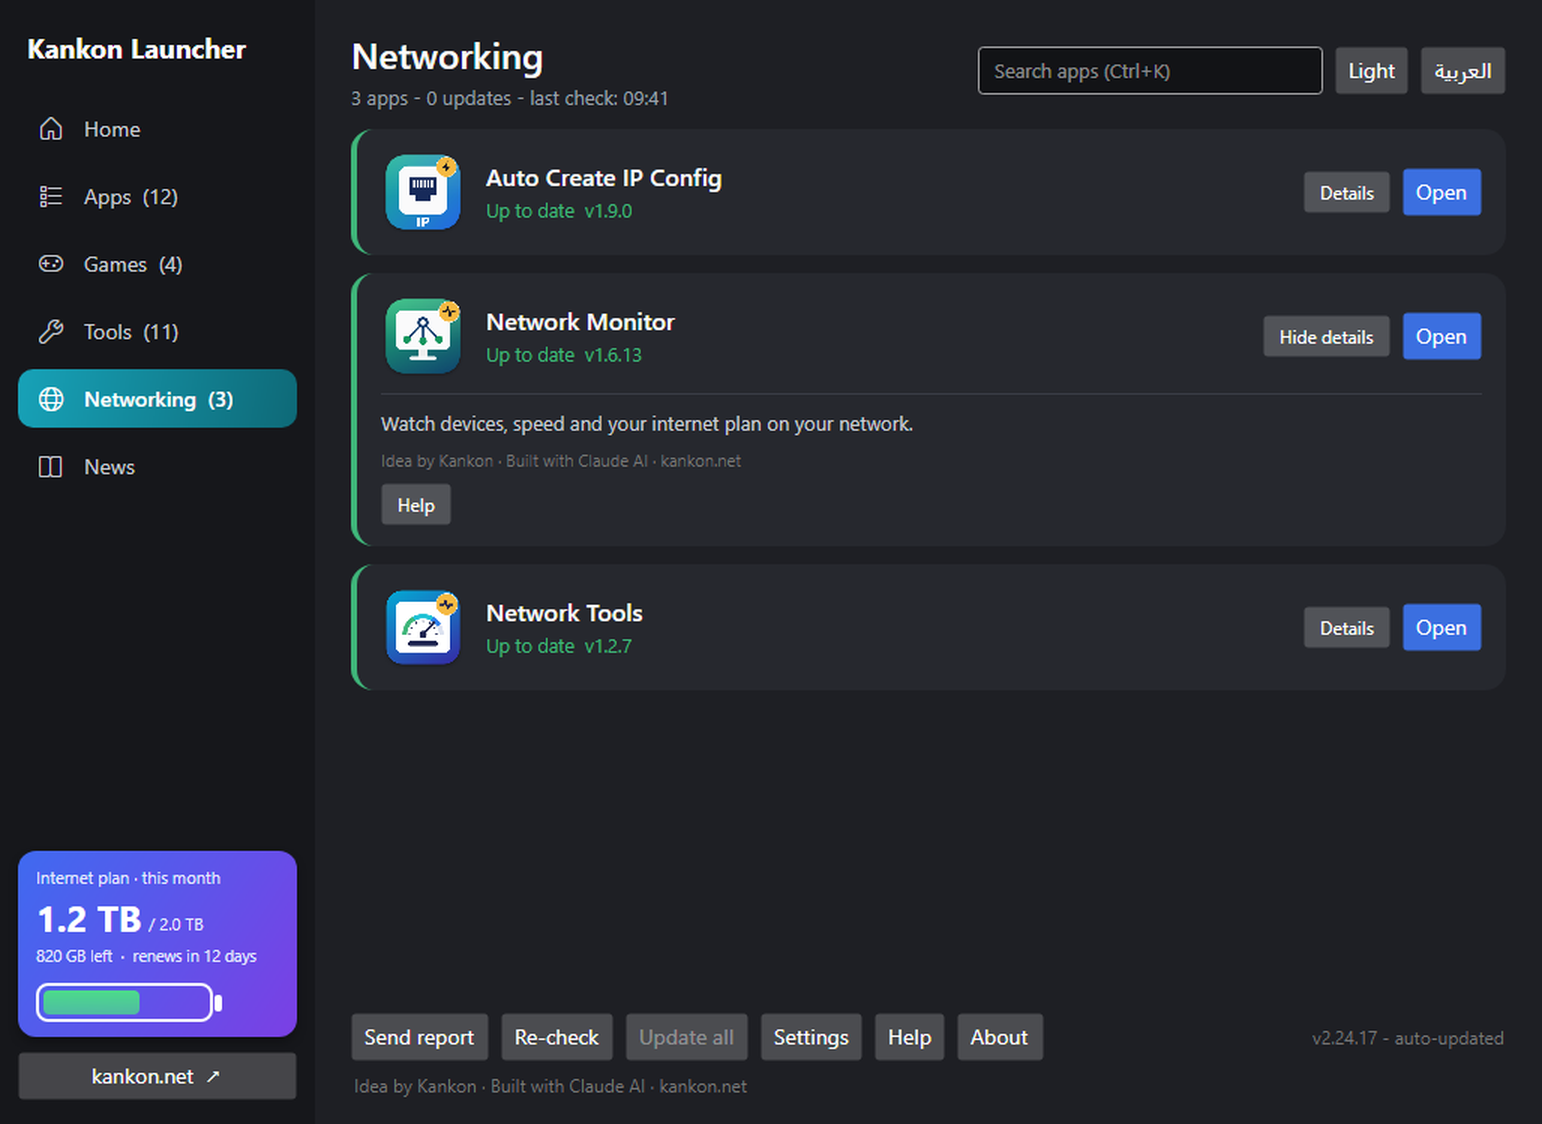 Kankon Launcher
Home
Apps (12)
Games (4)
Tools (11)
Networking (3)
News
Internet plan · this month
1.2 TB / 2.0 TB
820 GB left · renews in 12 days
kankon.net ↗
Networking
3 apps - 0 updates - last check: 09:41
Search apps (Ctrl+K)
Light
العربية
IP
Auto Create IP Config
Up to date v1.9.0
Details
Open
Network Monitor
Up to date v1.6.13
Hide details
Open
Watch devices, speed and your internet plan on your network.
Idea by Kankon · Built with Claude AI · kankon.net
Help
Network Tools
Up to date v1.2.7
Details
Open
Send report
Re-check
Update all
Settings
Help
About
v2.24.17 - auto-updated
Idea by Kankon · Built with Claude AI · kankon.net